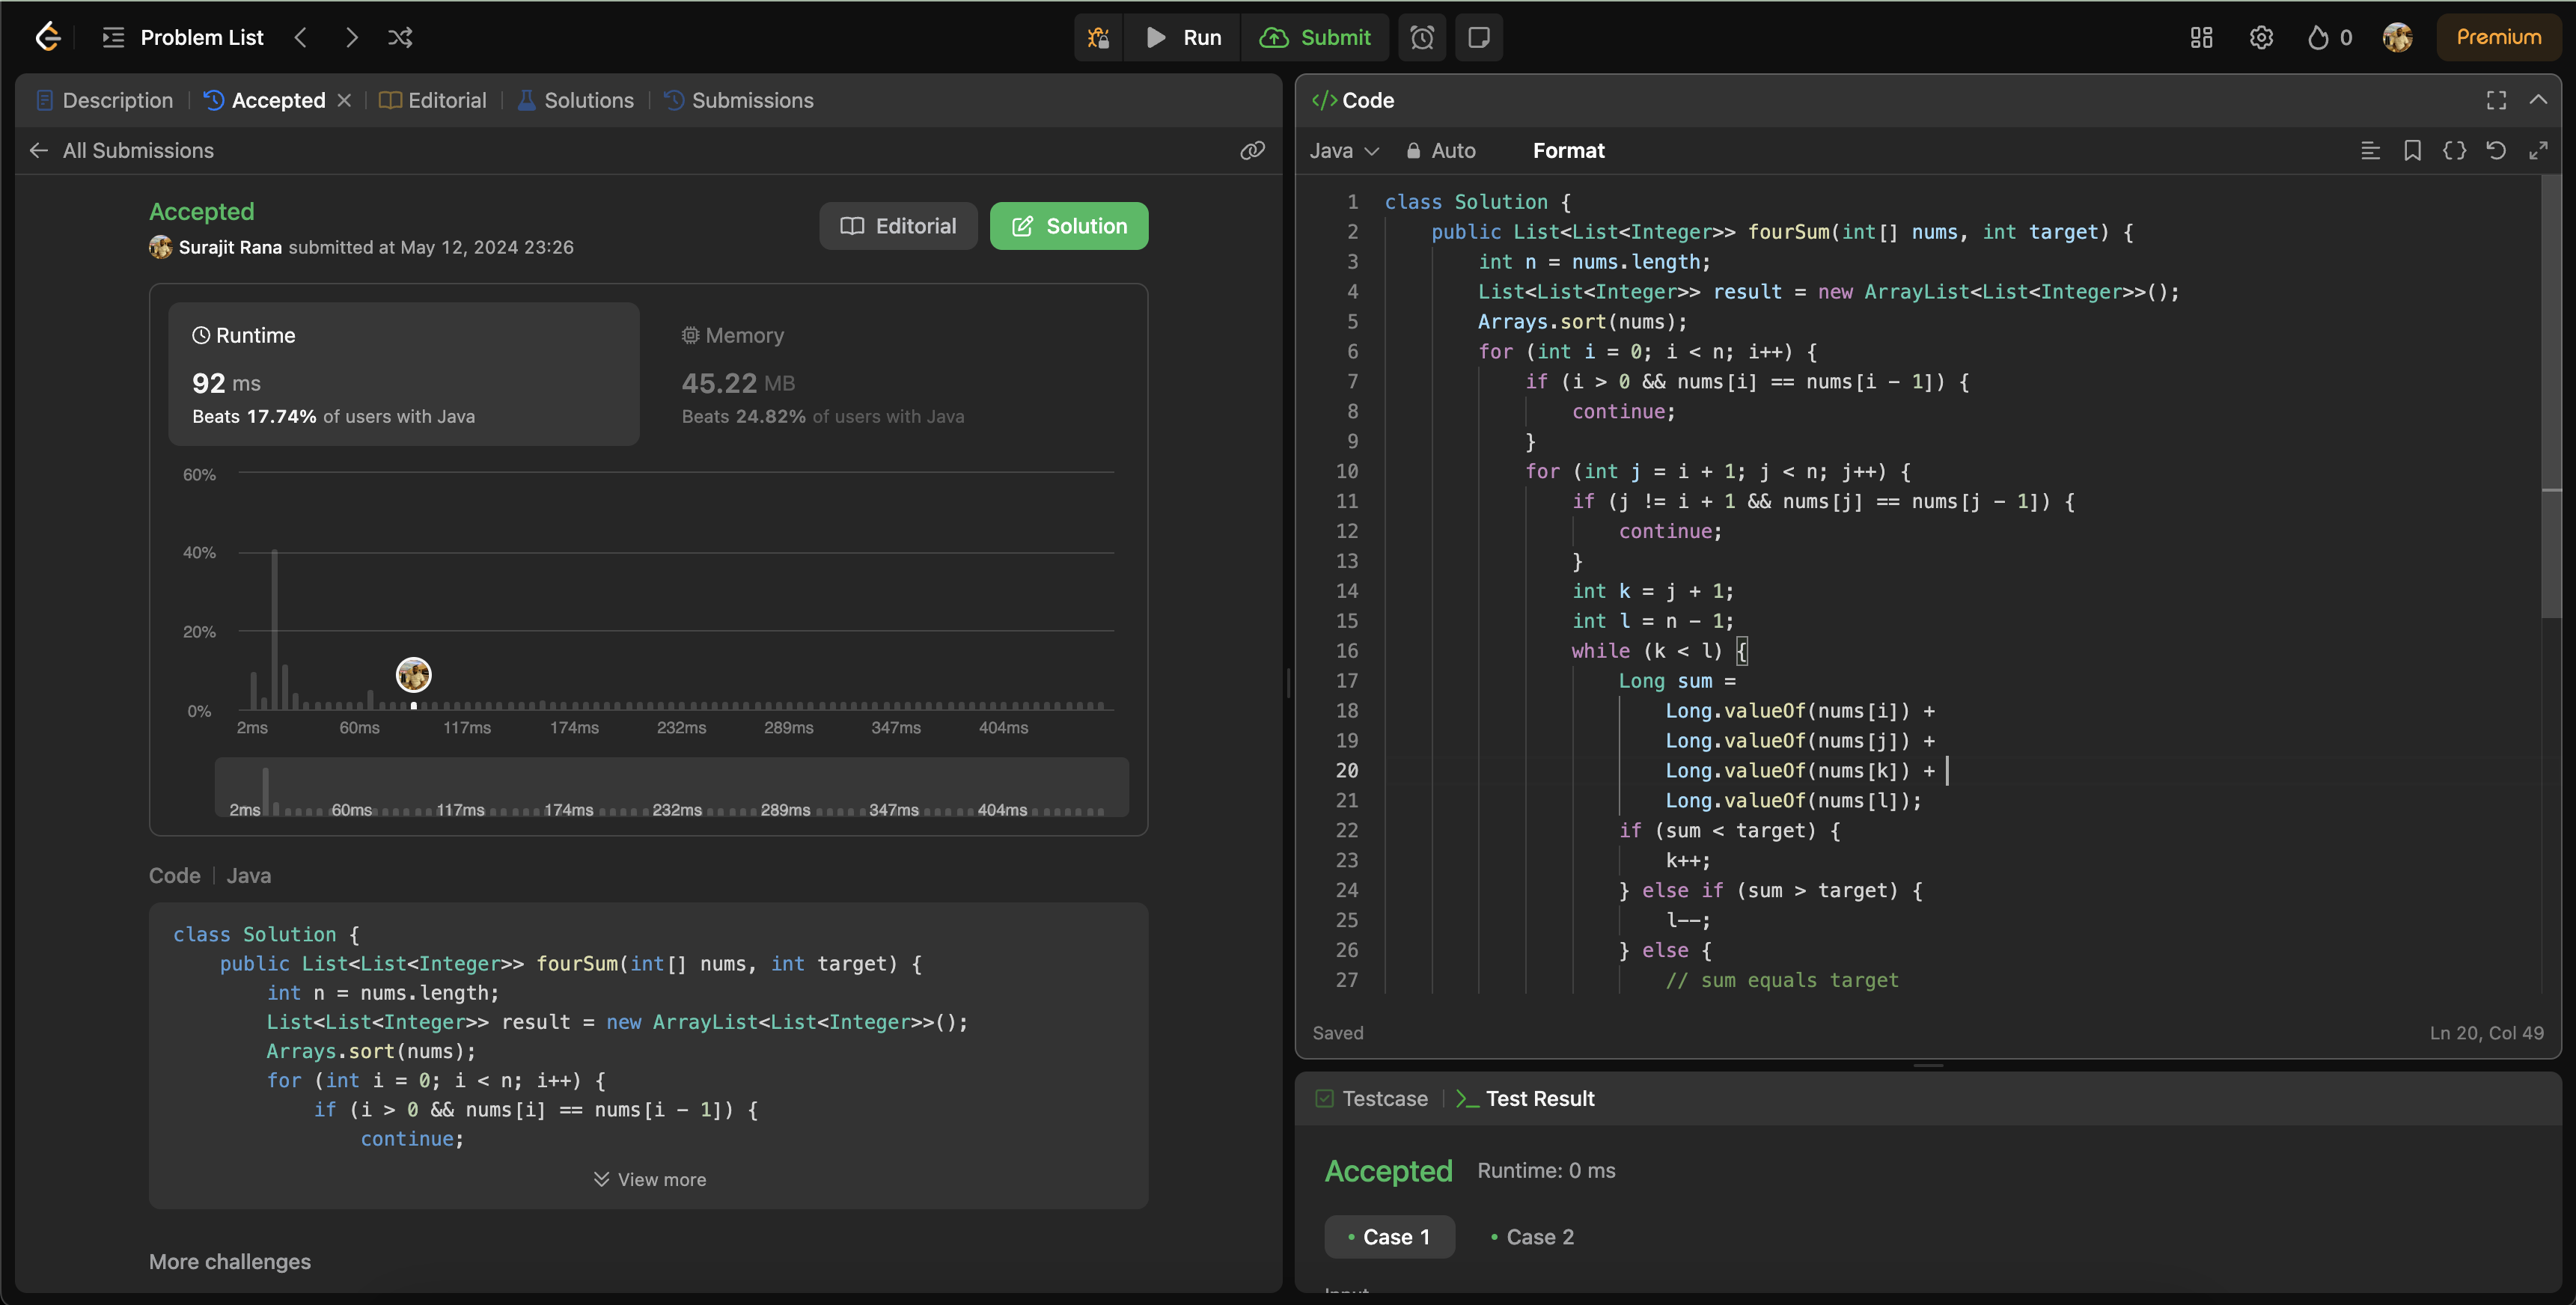 Problem List
Run
Submit
0
Premium
Description
Accepted
Editorial
Solutions
Submissions
All Submissions
Accepted
Surajit Rana submitted at May 12, 2024 23:26
Editorial
Solution
Runtime
92 ms
Beats 17.74% of users with Java
Memory
45.22 MB
Beats 24.82% of users with Java
60%
40%
20%
0%
2ms 60ms 117ms 174ms 232ms 289ms 347ms 404ms
2ms 60ms 117ms 174ms 232ms 289ms 347ms 404ms
Code | Java
class Solution {
public List<List<Integer>> fourSum(int[] nums, int target) {
int n = nums.length;
List<List<Integer>> result = new ArrayList<List<Integer>>();
Arrays.sort(nums);
for (int i = 0; i < n; i++) {
if (i > 0 && nums[i] == nums[i - 1]) {
continue;
View more
More challenges
</> Code
Java
Auto
Format
1 class Solution {
2 public List<List<Integer>> fourSum(int[] nums, int target) {
3 int n = nums.length;
4 List<List<Integer>> result = new ArrayList<List<Integer>>();
5 Arrays.sort(nums);
6 for (int i = 0; i < n; i++) {
7 if (i > 0 && nums[i] == nums[i - 1]) {
8 continue;
9 }
10 for (int j = i + 1; j < n; j++) {
11 if (j != i + 1 && nums[j] == nums[j - 1]) {
12 continue;
13 }
14 int k = j + 1;
15 int l = n - 1;
16 while (k < l) {
17 Long sum =
18 Long.valueOf(nums[i]) +
19 Long.valueOf(nums[j]) +
20 Long.valueOf(nums[k]) +
21 Long.valueOf(nums[l]);
22 if (sum < target) {
23 k++;
24 } else if (sum > target) {
25 l--;
26 } else {
27 // sum equals target
Saved
Ln 20, Col 49
Testcase
Test Result
Accepted
Runtime: 0 ms
Case 1
Case 2